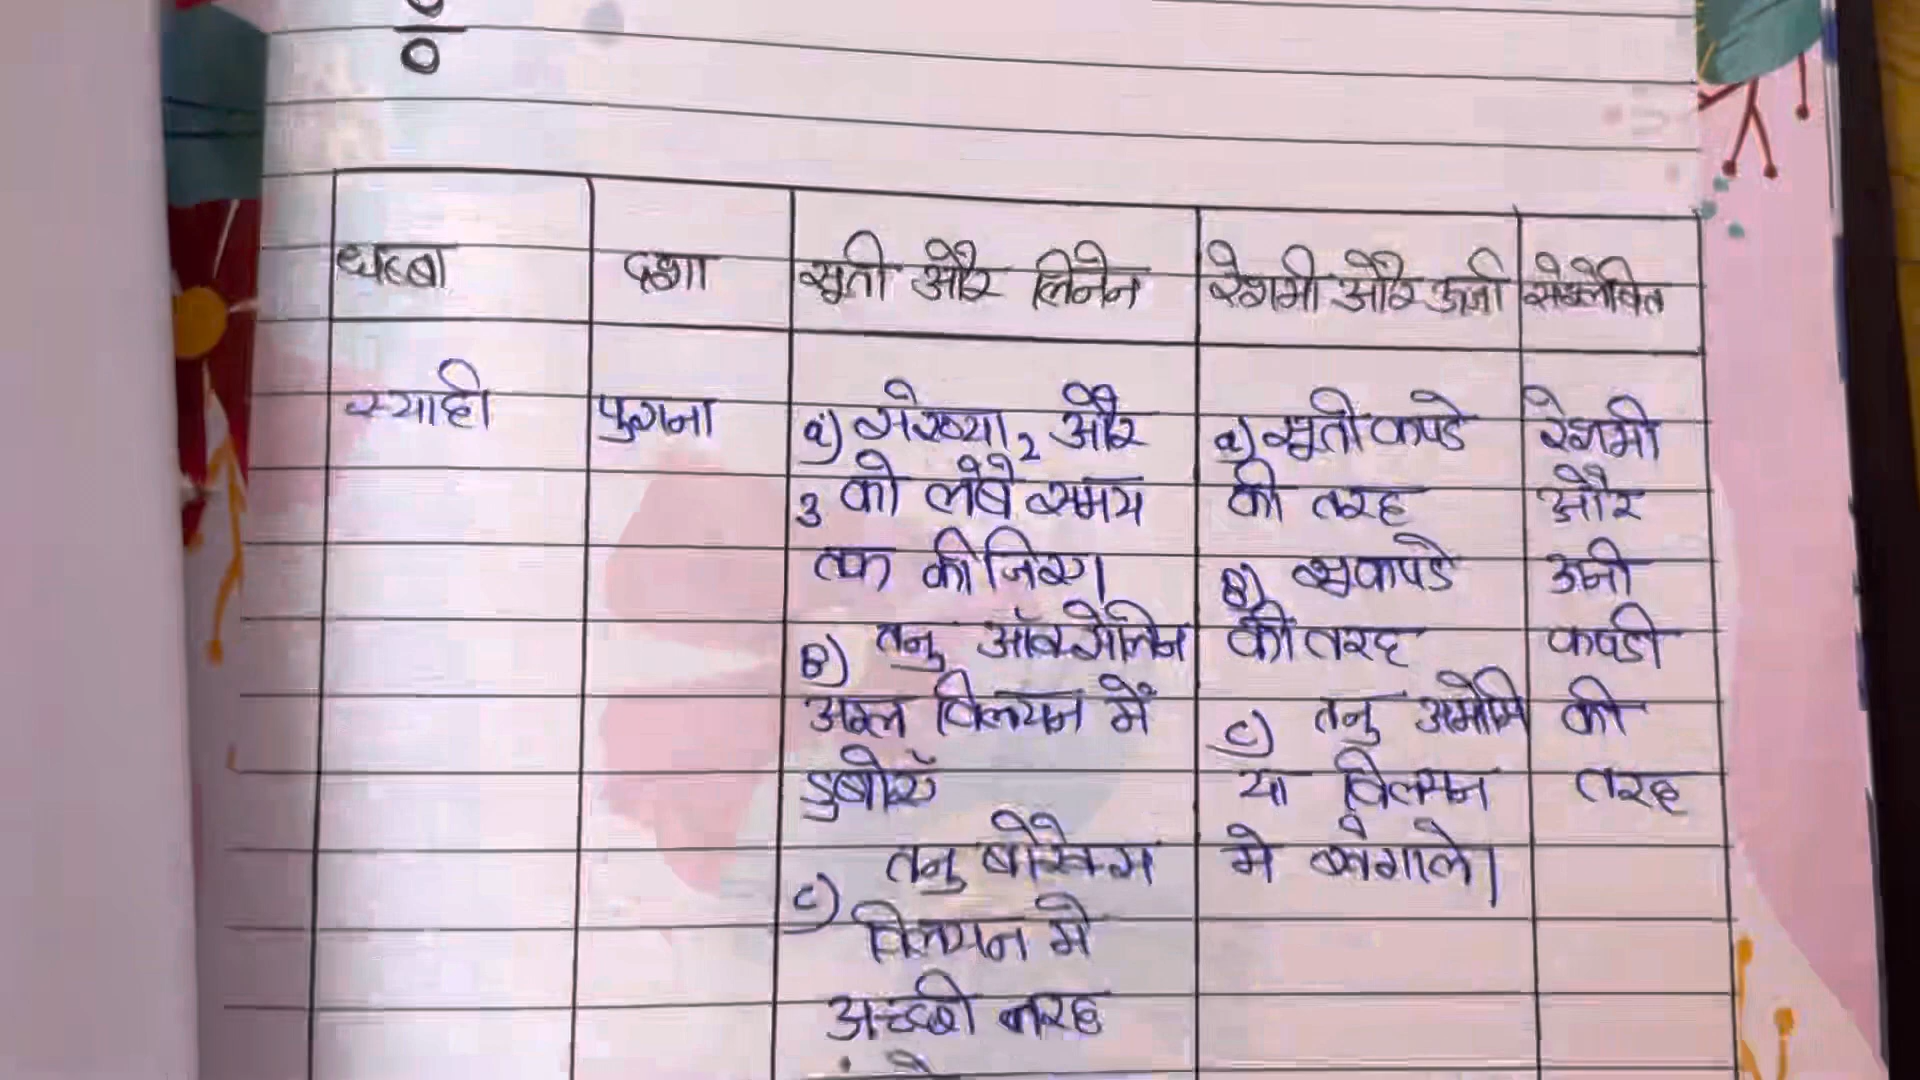 धब्बा दशा सूती और लिनेन रेशमी और ऊनी संश्लेषित
स्याही पुराना
a) संख्या 2 और
3 को लंबे समय
तक कीजिए।
B) तनु ऑक्सेलिन
अम्ल विलयन में
डुबोएँ
c) तनु बोरेक्स
विलयन में
अच्छी तरह
a) सूती कपडे
की तरह
B) सूकपडे
की तरह
c) तनु अमोनि
या विलयन
मे खंगाले।
रेशमी
और
ऊनी
कपडी
की
तरह